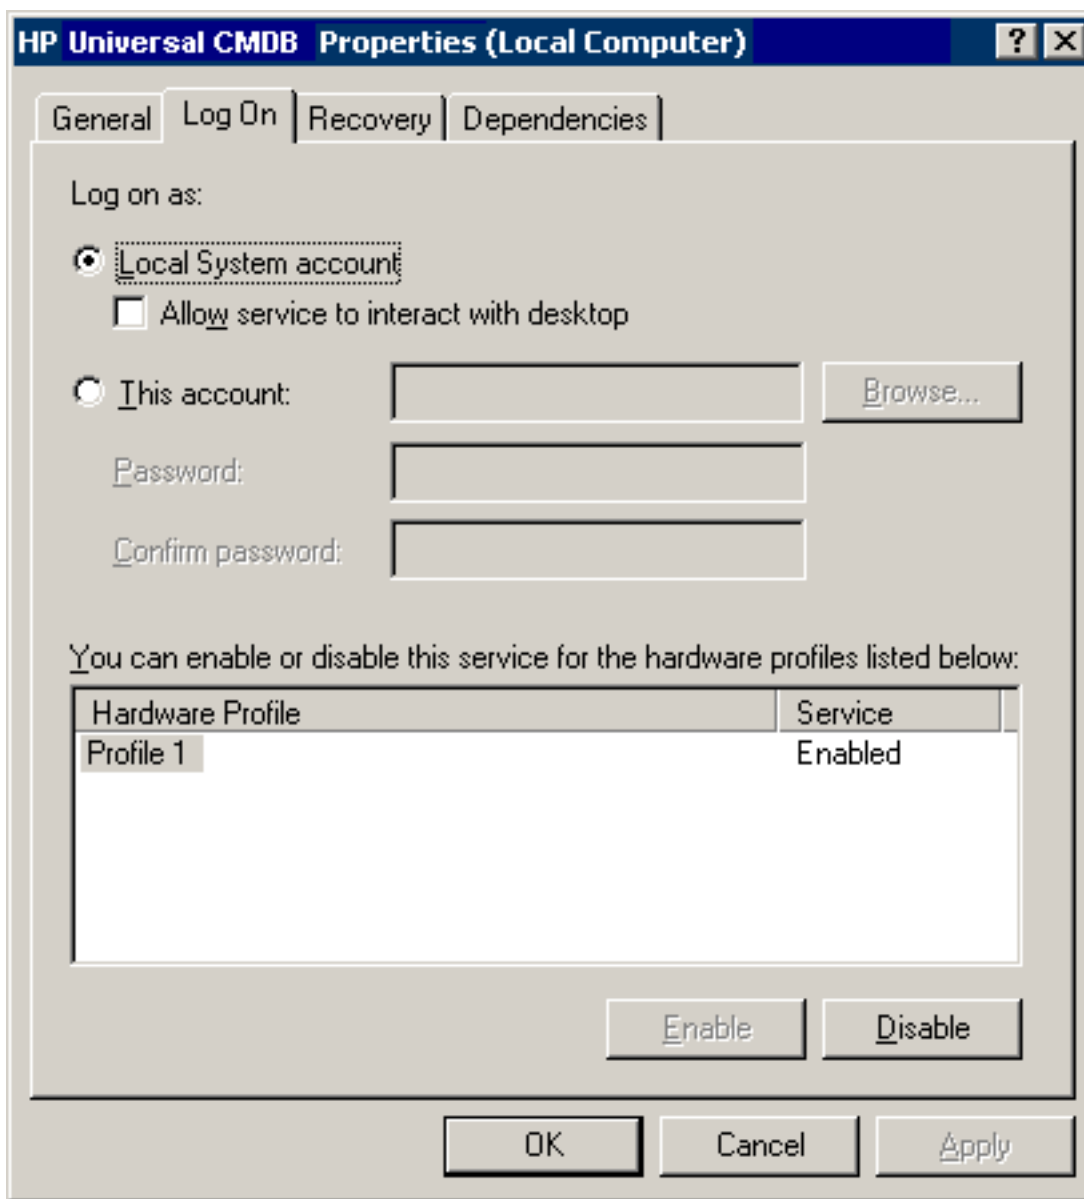 HP Universal CMDB Properties (Local Computer) ?
General Log On Recovery Dependencies
Log on as:
Local System account
Allow service to interact with desktop
This account: Browse...
Password:
Confirm password:
You can enable or disable this service for the hardware profiles listed below:
Hardware Profile Service
Profile 1 Enabled
Enable Disable
OK Cancel Apply